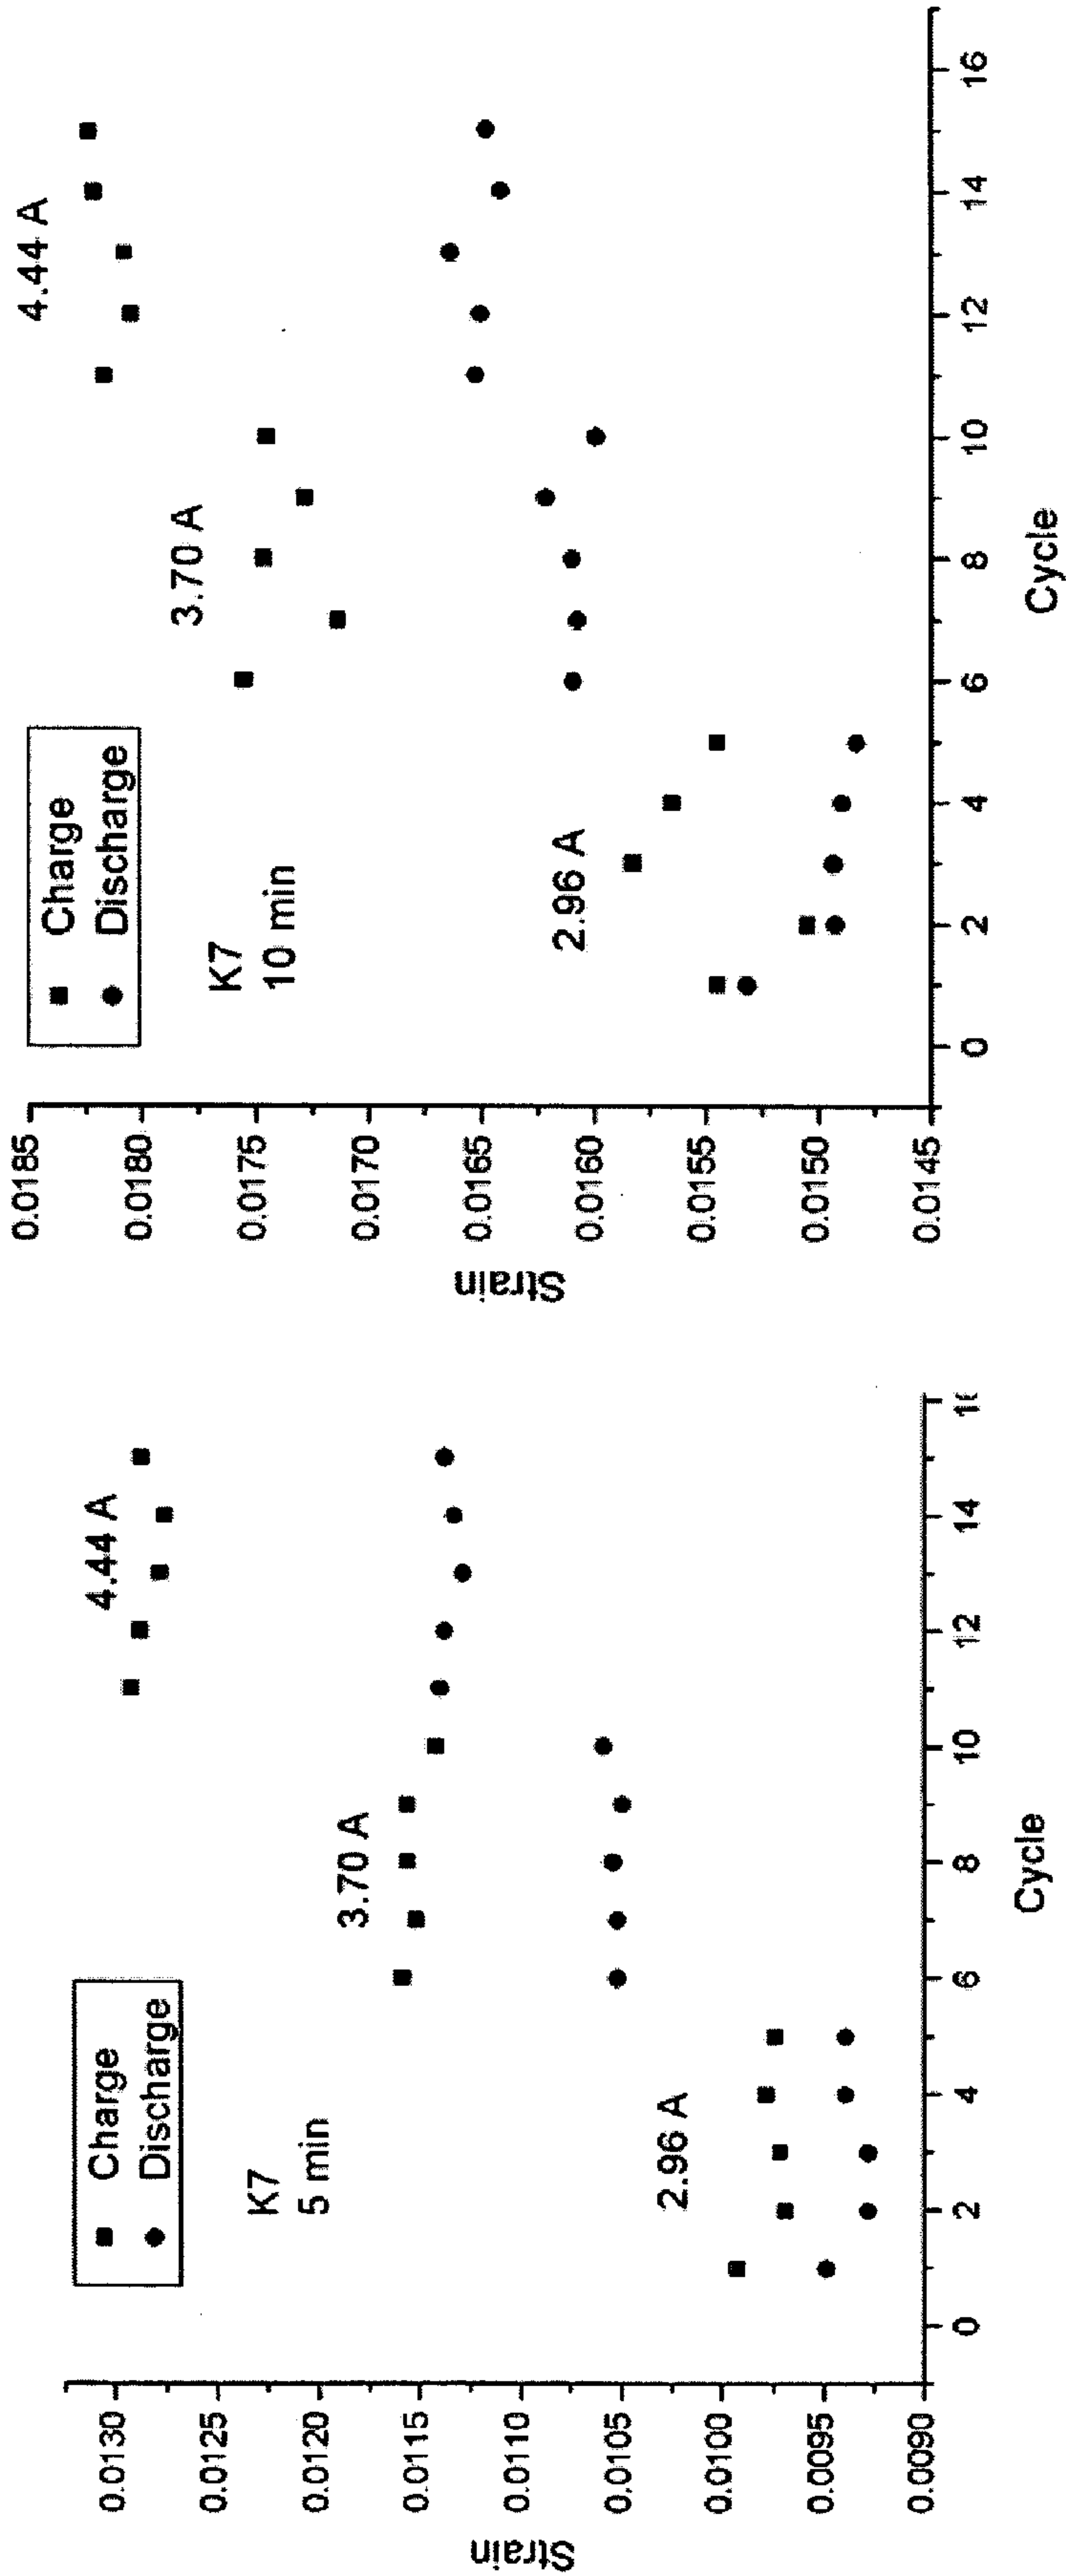 Charge
Discharge
K7
5 min
2.96 A
3.70 A
4.44 A
Strain
0.0130
0.0125
0.0120
0.0115
0.0110
0.0105
0.0100
0.0095
0.0090
0 2 4 6 8 10 12 14
Cycle
Charge
Discharge
K7
10 min
2.96 A
3.70 A
4.44 A
Strain
0.0185
0.0180
0.0175
0.0170
0.0165
0.0160
0.0155
0.0150
0.0145
0 2 4 6 8 10 12 14 16
Cycle